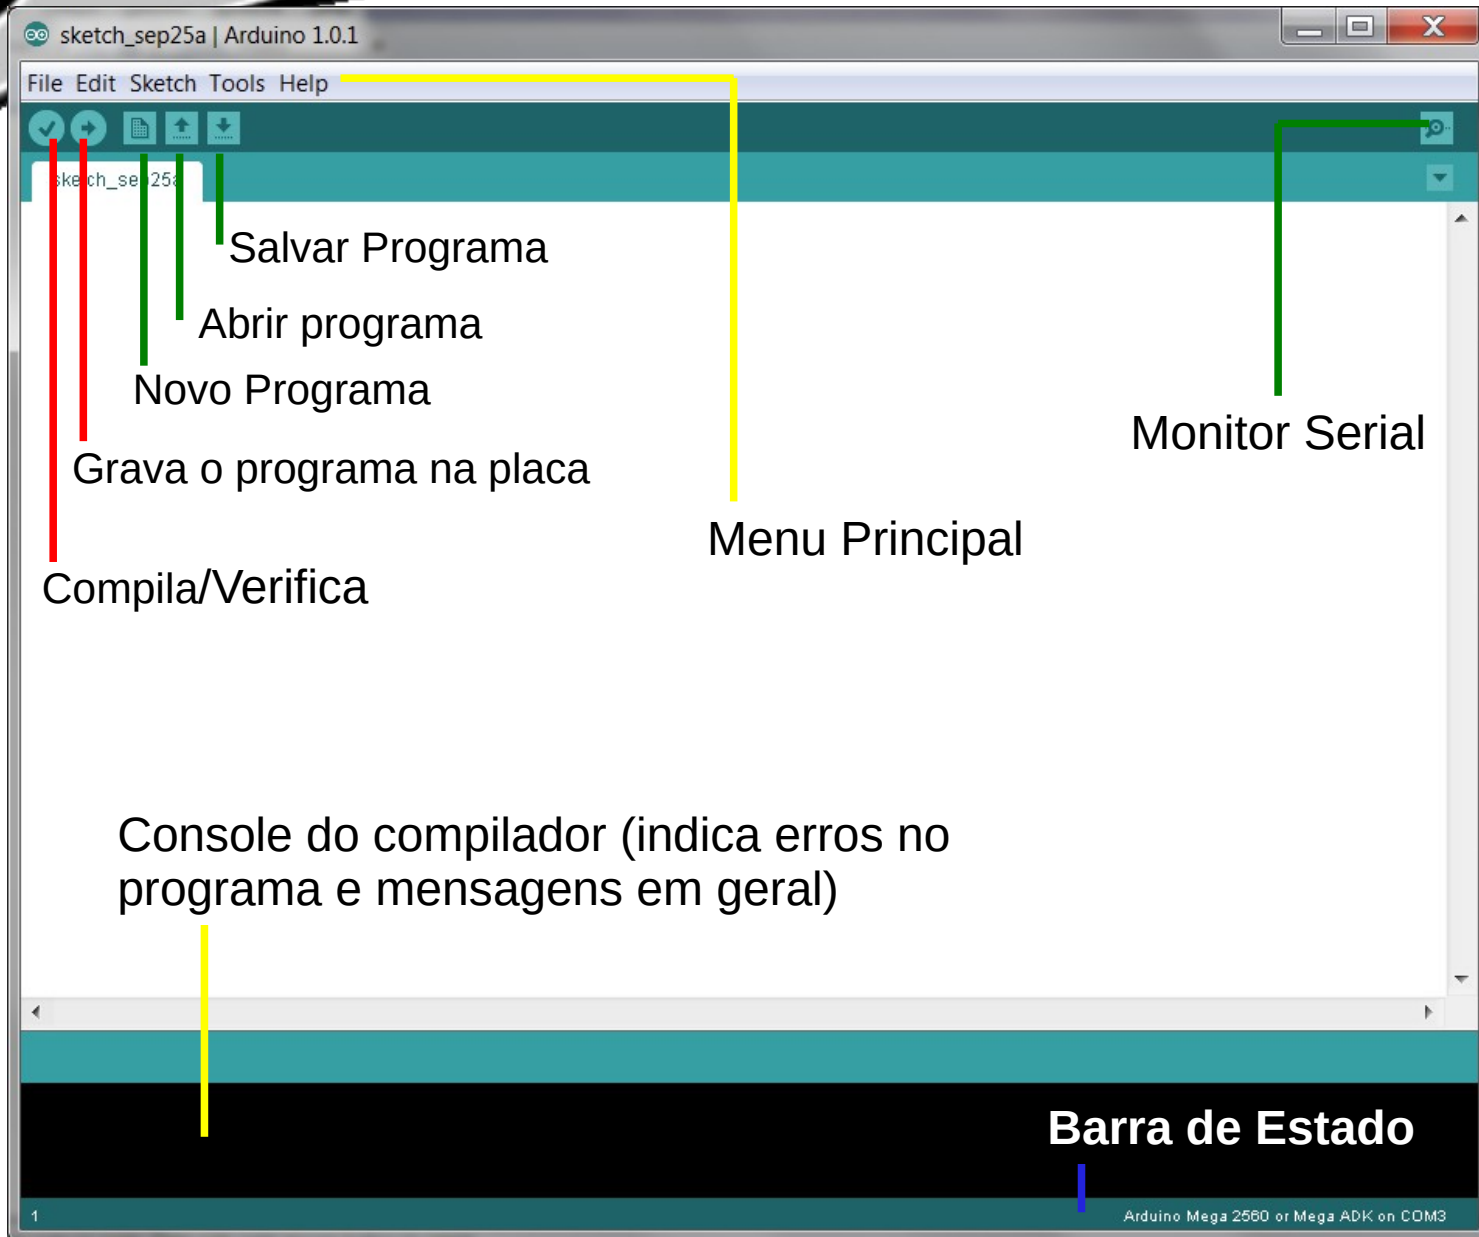 sketch_sep25a | Arduino 1.0.1
File Edit Sketch Tools Help
sketch_sep25a
Salvar Programa
Abrir programa
Novo Programa
Monitor Serial
Grava o programa na placa
Menu Principal
Compila/Verifica
Console do compilador (indica erros no
programa e mensagens em geral)
Barra de Estado
1
Arduino Mega 2560 or Mega ADK on COM3